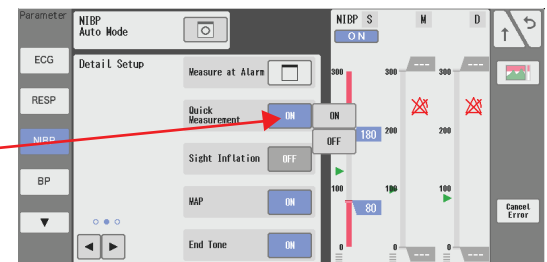 Parameter
ECG
RESP
NIBP
BP
NIBP
Auto Mode
Detail Setup
Measure at Alarm
Quick
Measurement
ON
ON
OFF
Sight Inflation
OFF
MAP
ON
End Tone
ON
NIBP S M D
ON
300
180
100
80
0
---
300
200
100
0
---
---
300
200
100
0
---
Cancel
Error